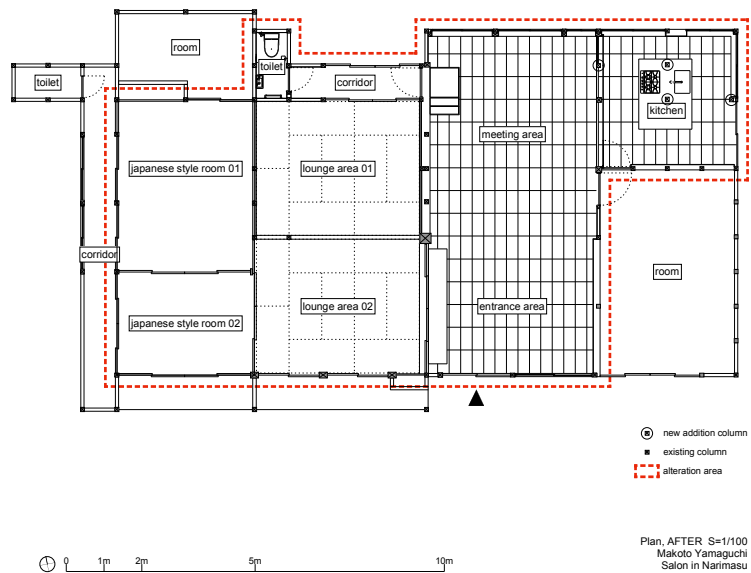 room
toilet
toilet
corridor
kitchen
meeting area
japanese style room 01
lounge area 01
corridor
room
japanese style room 02
lounge area 02
entrance area
new addition column
existing column
alteration area
Plan, AFTER S=1/100
Makoto Yamaguchi
Salon in Narimasu
0 1m 2m 5m 10m